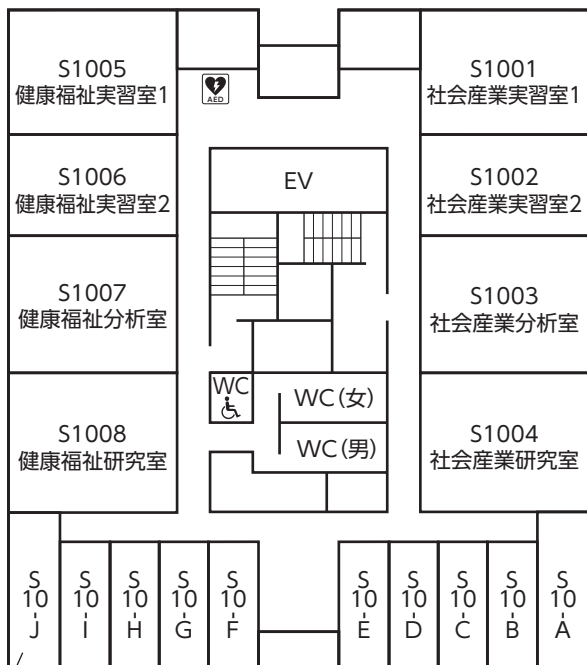 S1005
健康福祉実習室1
AED
S1001
社会産業実習室1
S1006
健康福祉実習室2
EV
S1002
社会産業実習室2
S1007
健康福祉分析室
S1003
社会産業分析室
WC
WC(女)
S1008
健康福祉研究室
WC(男)
S1004
社会産業研究室
S10-J
S10-I
S10-H
S10-G
S10-F
S10-E
S10-D
S10-C
S10-B
S10-A